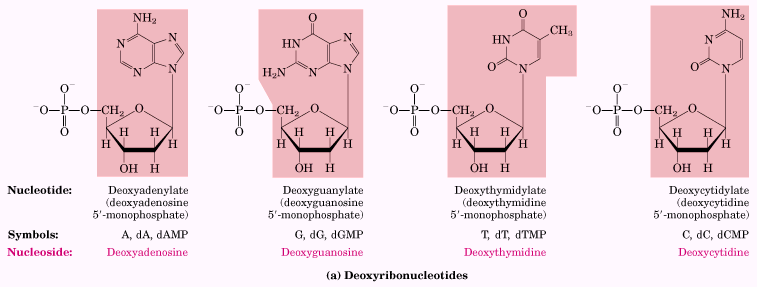 NH₂
N
N
N
N
O⁻
⁻O—P—O—CH₂
O
O
H
H
H
H
OH
H
O
HN
N
H₂N
N
N
O⁻
⁻O—P—O—CH₂
O
O
H
H
H
H
OH
H
O
CH₃
HN
O
N
O⁻
⁻O—P—O—CH₂
O
O
H
H
H
H
OH
H
NH₂
N
O
N
O⁻
⁻O—P—O—CH₂
O
O
H
H
H
H
OH
H
Nucleotide: Deoxyadenylate Deoxyguanylate Deoxythymidylate Deoxycytidylate
(deoxyadenosine (deoxyguanosine (deoxythymidine (deoxycytidine
5′-monophosphate) 5′-monophosphate) 5′-monophosphate) 5′-monophosphate)
Symbols: A, dA, dAMP G, dG, dGMP T, dT, dTMP C, dC, dCMP
Nucleoside: Deoxyadenosine Deoxyguanosine Deoxythymidine Deoxycytidine
(a) Deoxyribonucleotides